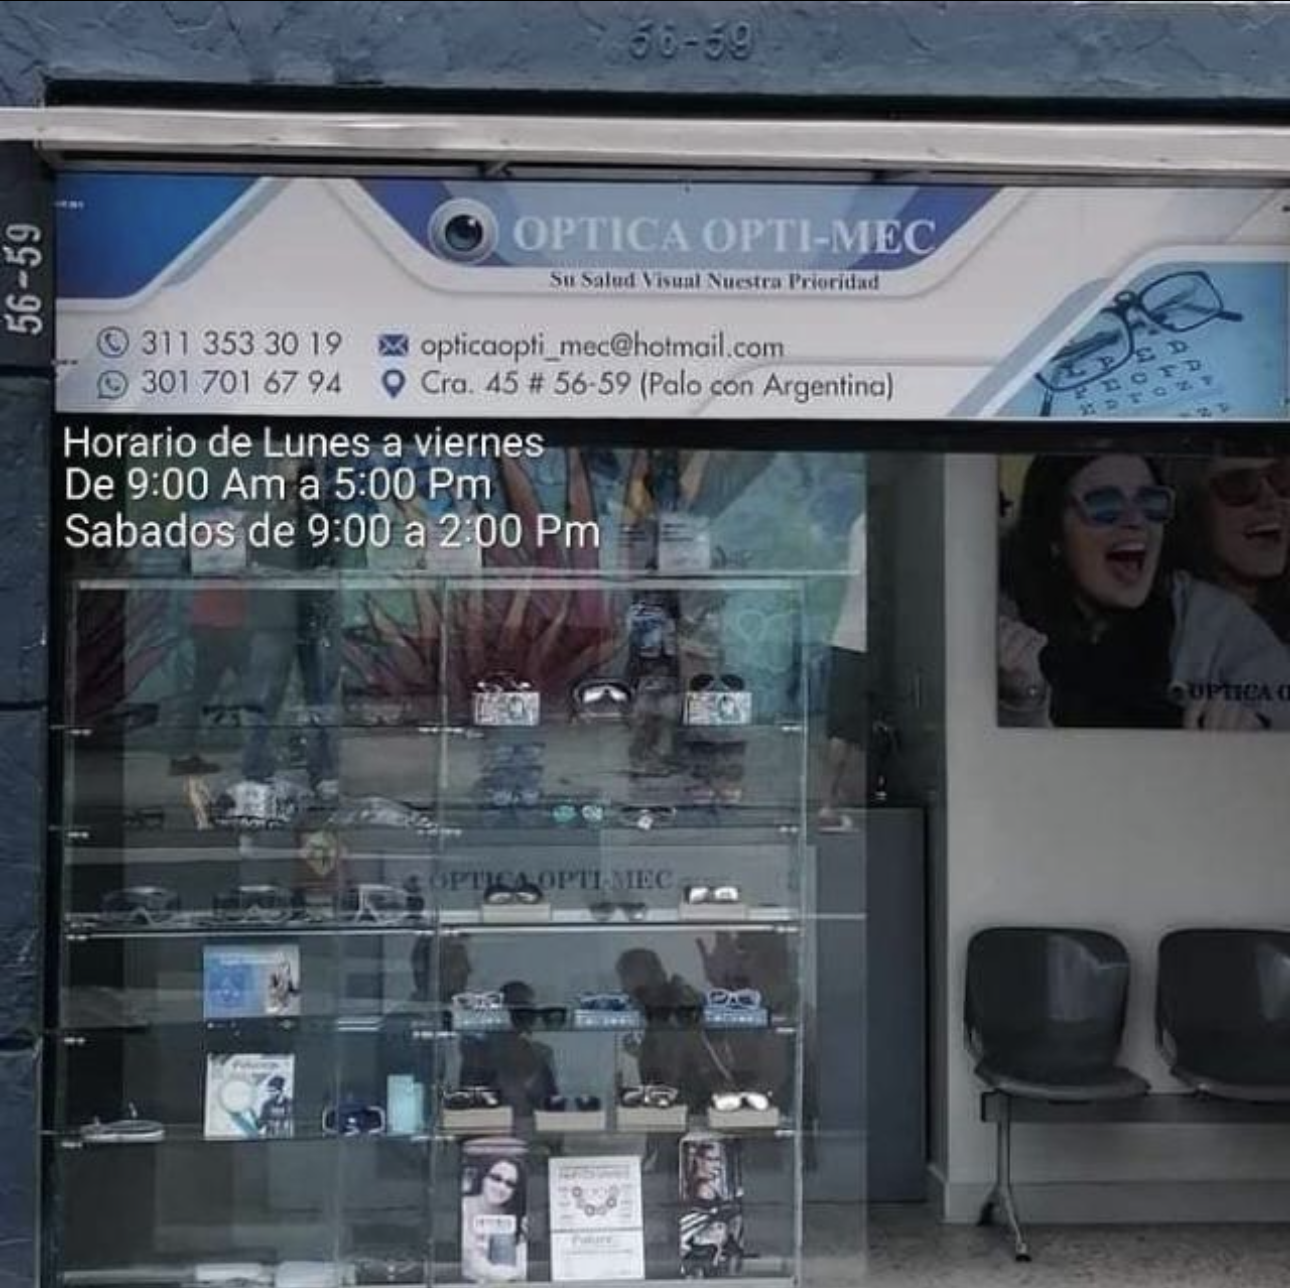 56-59
56-59
OPTICA OPTI-MEC
Su Salud Visual Nuestra Prioridad
311 353 30 19
opticaopti_mec@hotmail.com
301 701 67 94
Cra. 45 # 56-59 (Palo con Argentina)
Horario de Lunes a viernes
De 9:00 Am a 5:00 Pm
Sabados de 9:00 a 2:00 Pm
OPTICA O
OPTICA OPTI-MEC